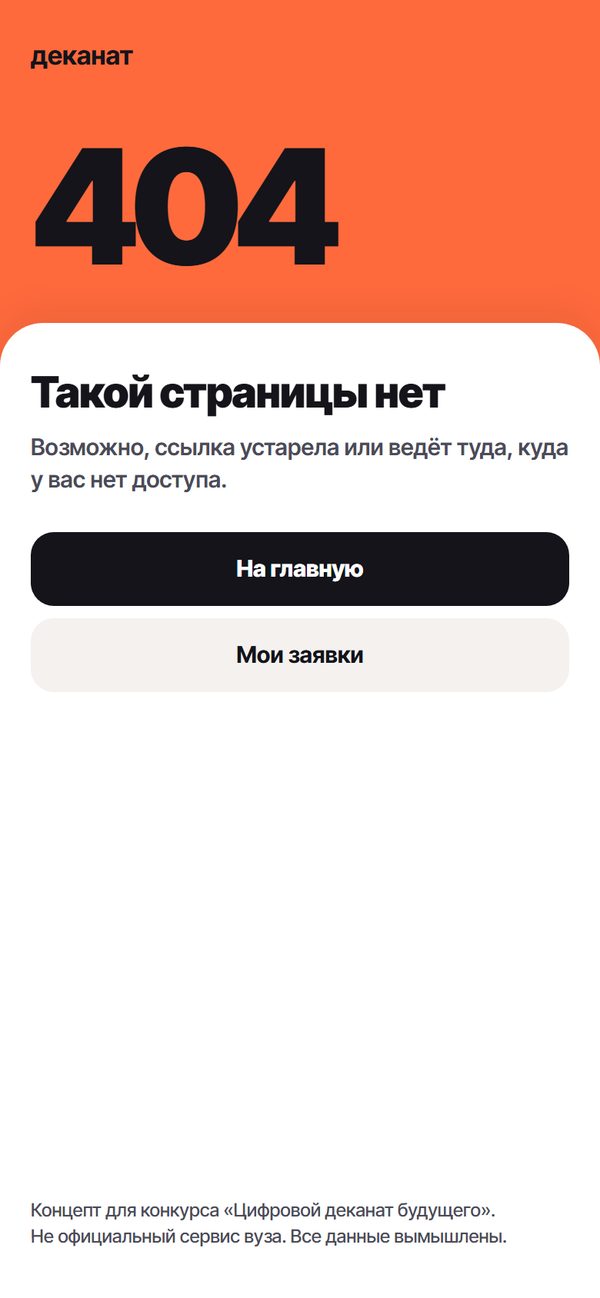 деканат
404
Такой страницы нет
Возможно, ссылка устарела или ведёт туда, куда
у вас нет доступа.
На главную
Мои заявки
Концепт для конкурса «Цифровой деканат будущего».
Не официальный сервис вуза. Все данные вымышлены.